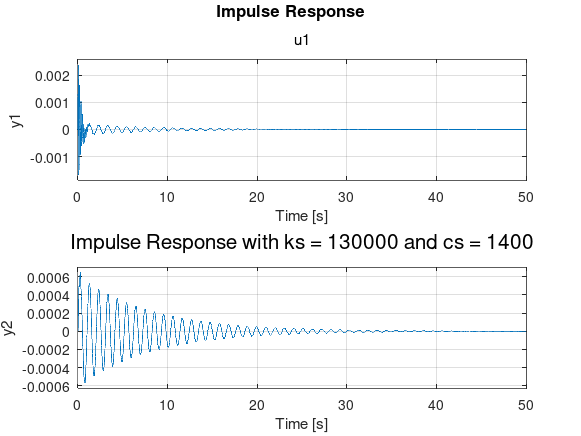 Impulse Response
u1
0.002
0.001
0
-0.001
y1
0 10 20 30 40 50
Time [s]
Impulse Response with ks = 130000 and cs = 1400
0.0006
0.0004
0.0002
0
-0.0002
-0.0004
-0.0006
y2
0 10 20 30 40 50
Time [s]